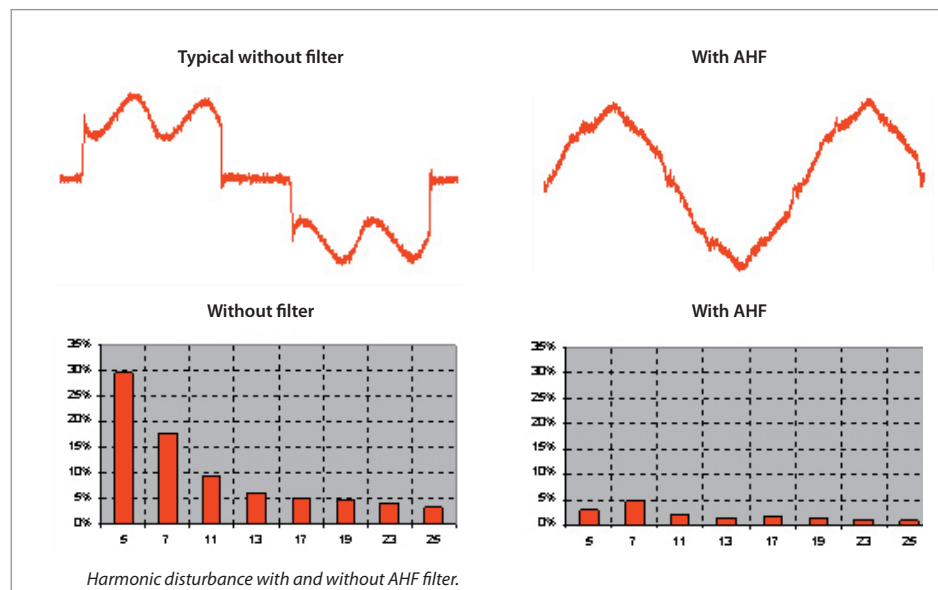 Typical without filter
With AHF
Without filter
With AHF
35%
30%
25%
20%
15%
10%
5%
0%
5 7 11 13 17 19 23 25
35%
30%
25%
20%
15%
10%
5%
0%
5 7 11 13 17 19 23 25
Harmonic disturbance with and without AHF filter.